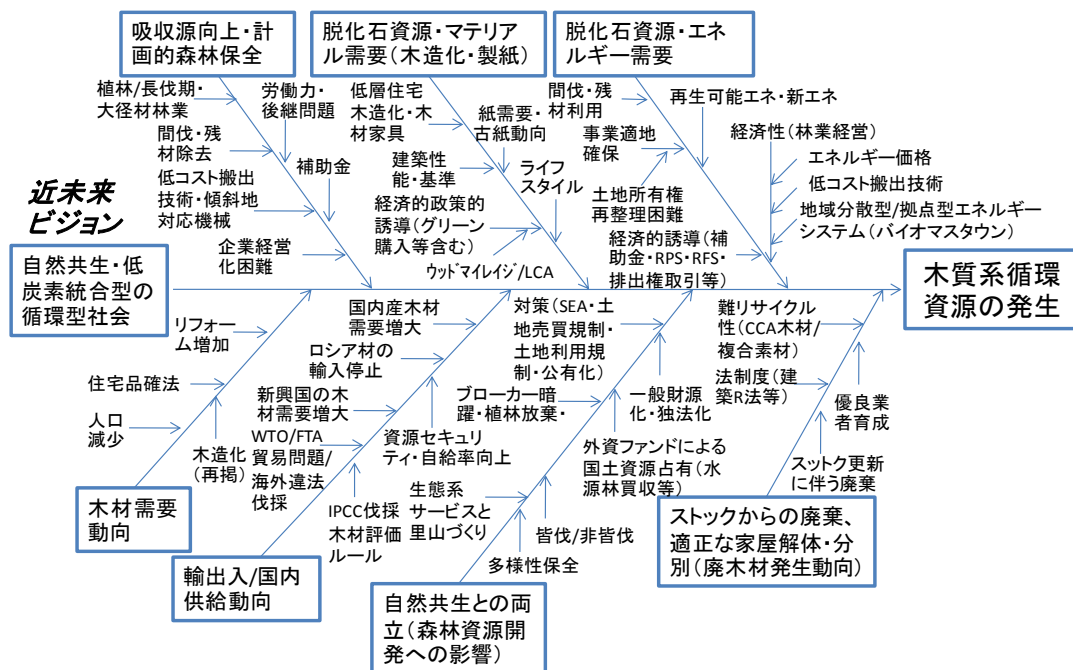 吸収源向上・計
画的森林保全
脱化石資源・マテリア
ル需要(木造化・製紙)
脱化石資源・エネ
ルギー需要
植林/長伐期・
大径材林業
労働力・
後継問題
間伐・残
材除去
補助金
低コスト搬出
技術・傾斜地
対応機械
企業経営
化困難
低層住宅
木造化・木
材家具
紙需要・
古紙動向
建築性
能・基準
ライフ
スタイル
経済的政策的
誘導(グリーン
購入等含む)
ウッドマイレイジ/LCA
間伐・残
材利用
再生可能エネ・新エネ
事業適地
確保
経済性(林業経営)
エネルギー価格
低コスト搬出技術
土地所有権
再整理困難
地域分散型/拠点型エネルギー
システム(バイオマスタウン)
経済的誘導(補
助金・RPS・RFS・
排出権取引等)
近未来
ビジョン
自然共生・低
炭素統合型の
循環型社会
木質系循環
資源の発生
リフォー
ム増加
住宅品確法
人口
減少
木造化
(再掲)
木材需要
動向
国内産木材
需要増大
ロシア材の
輸入停止
新興国の木
材需要増大
WTO/FTA
貿易問題/
海外違法
伐採
資源セキュリ
ティ・自給率向上
IPCC伐採
木材評価
ルール
輸出入/国内
供給動向
対策(SEA・土
地売買規制・
土地利用規
制・公有化)
ブローカー暗
躍・植林放棄・
一般財源
化・独法化
外資ファンドによる
国土資源占有(水
源林買収等)
生態系
サービスと
里山づくり
皆伐/非皆伐
多様性保全
自然共生との両
立(森林資源開
発への影響)
難リサイクル
性(CCA木材/
複合素材)
法制度(建
築R法等)
優良業
者育成
スットク更新
に伴う廃棄
ストックからの廃棄、
適正な家屋解体・分
別(廃木材発生動向)